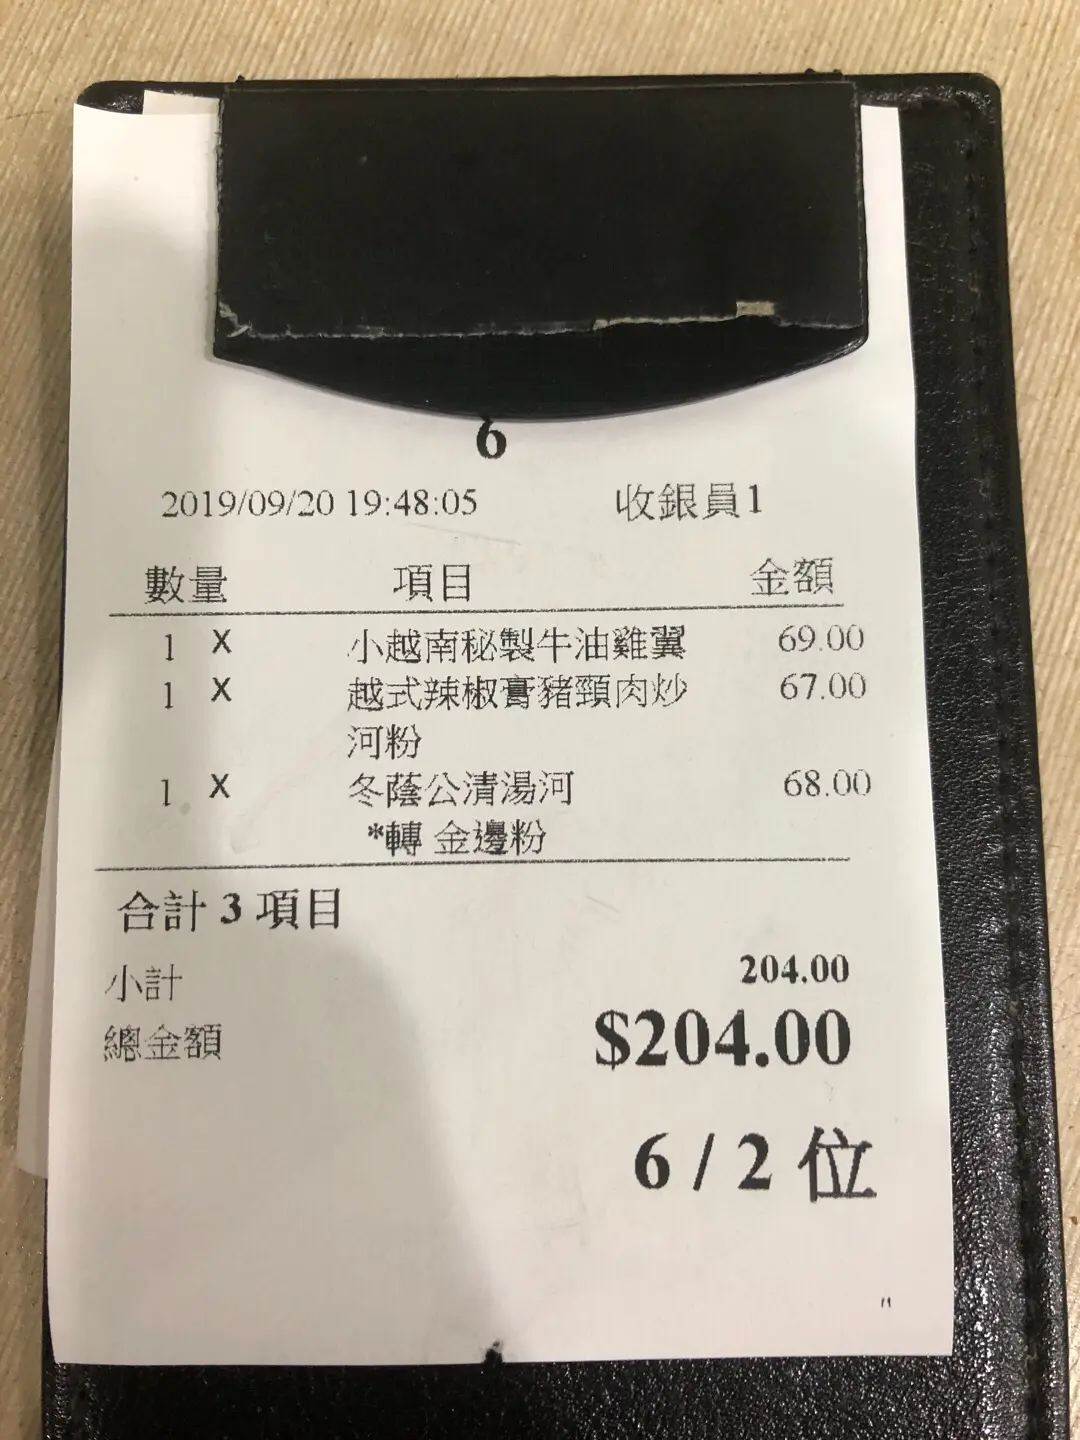 6
2019/09/20 19:48:05 收銀員1
數量 項目 金額
1 X 小越南秘製牛油雞翼 69.00
1 X 越式辣椒膏豬頸肉炒 67.00
河粉
1 X 冬蔭公清湯河 68.00
*轉 金邊粉
合計 3 項目
小計 204.00
總金額 $204.00
6 / 2 位